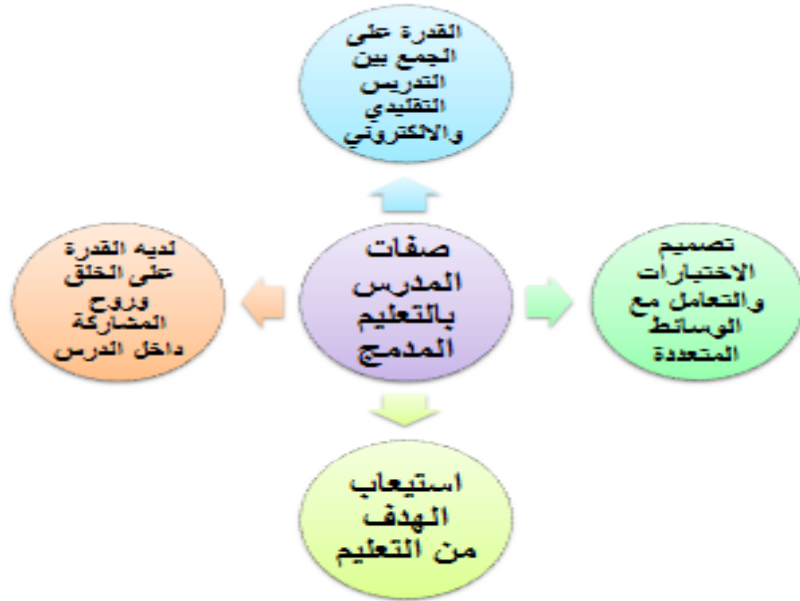 القدرة على
الجمع بين
التدريس
التقليدي
والالكتروني
صفات
المدرس
بالتعليم
المدمج
تصميم
الاختبارات
والتعامل مع
الوسائط
المتعددة
لديه القدرة
على الخلق
وروح
المشاركة
داخل الدرس
استيعاب
الهدف
من التعليم